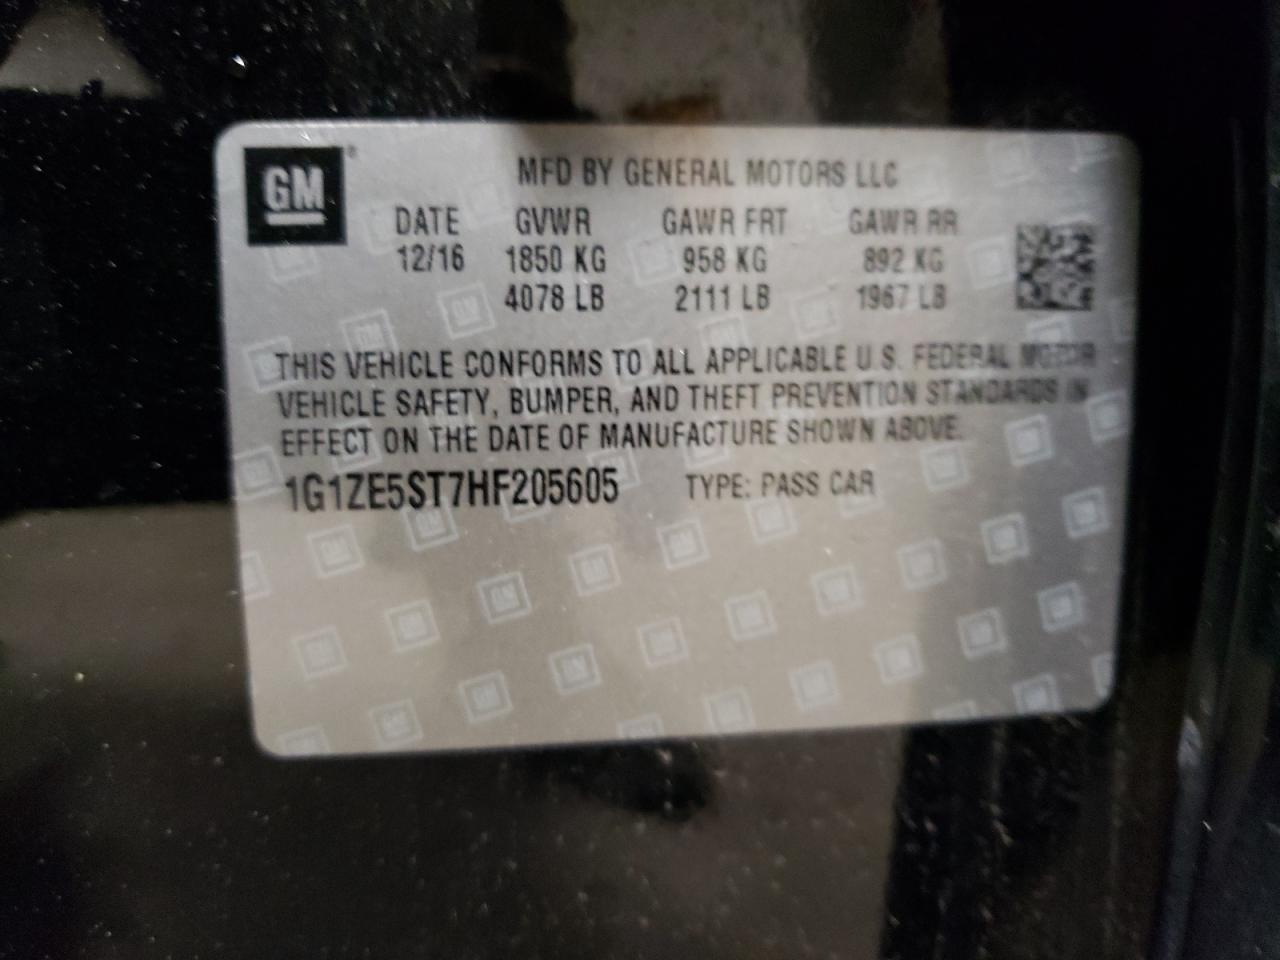 GM
MFD BY GENERAL MOTORS LLC
DATE GVWR GAWR FRT GAWR RR
12/16 1850 KG 958 KG 892 KG
4078 LB 2111 LB 1967 LB
THIS VEHICLE CONFORMS TO ALL APPLICABLE U.S. FEDERAL MOTOR
VEHICLE SAFETY, BUMPER, AND THEFT PREVENTION STANDARDS IN
EFFECT ON THE DATE OF MANUFACTURE SHOWN ABOVE.
1G1ZE5ST7HF205605 TYPE: PASS CAR